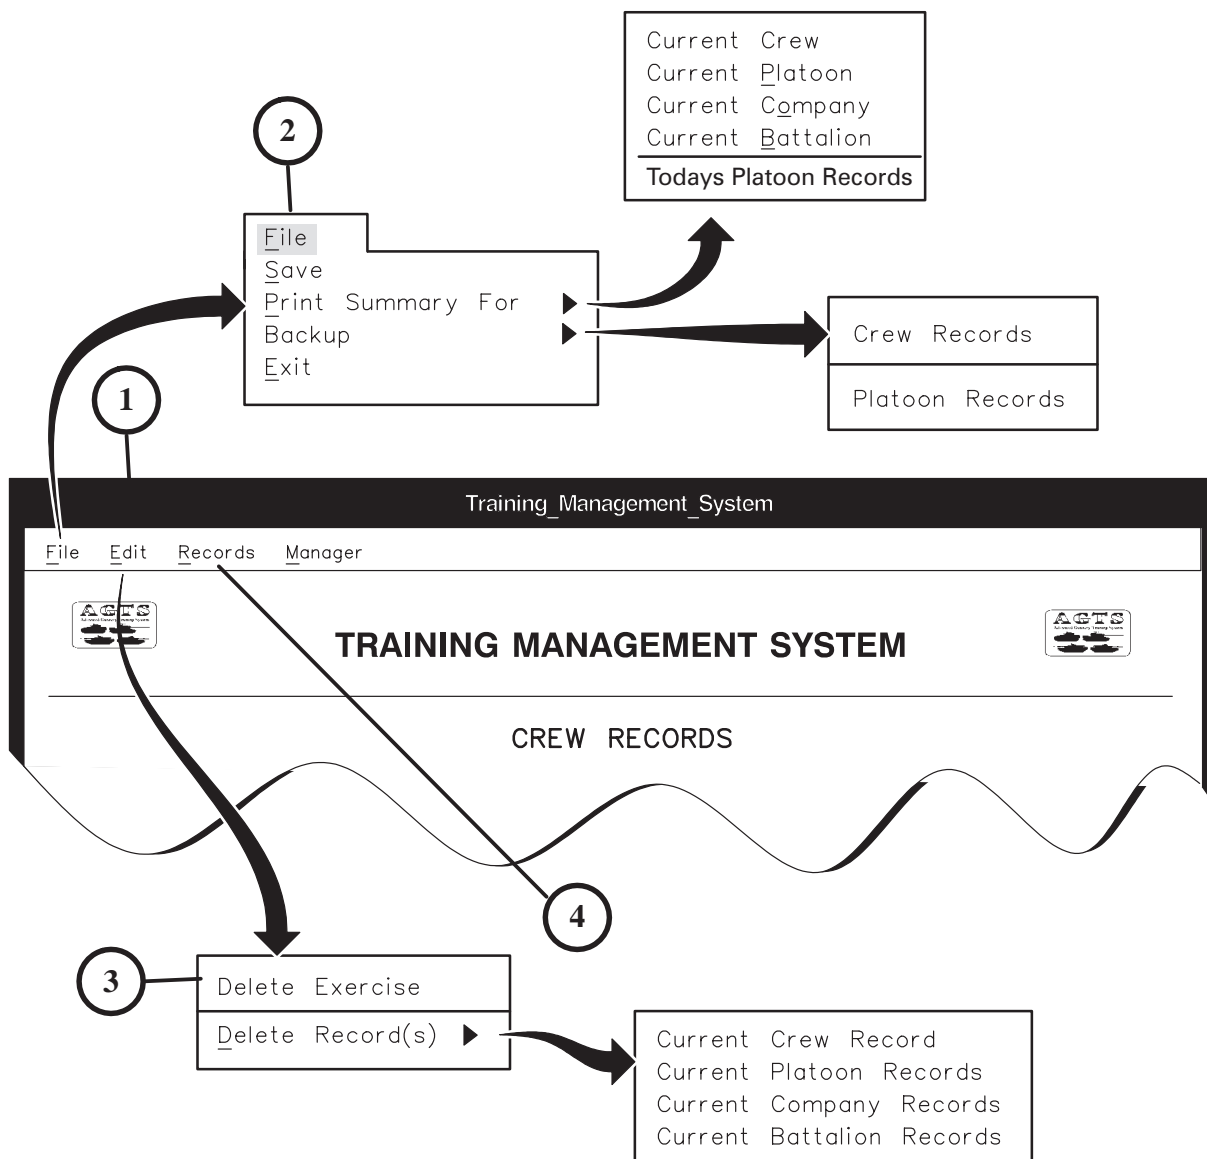 Current Crew
Current Platoon
Current Company
Current Battalion
Todays Platoon Records
2
File
Save
Print Summary For
Backup
Exit
Crew Records
Platoon Records
1
Training_Management_System
File Edit Records Manager
AGTS
TRAINING MANAGEMENT SYSTEM
AGTS
CREW RECORDS
4
3
Delete Exercise
Delete Record(s)
Current Crew Record
Current Platoon Records
Current Company Records
Current Battalion Records